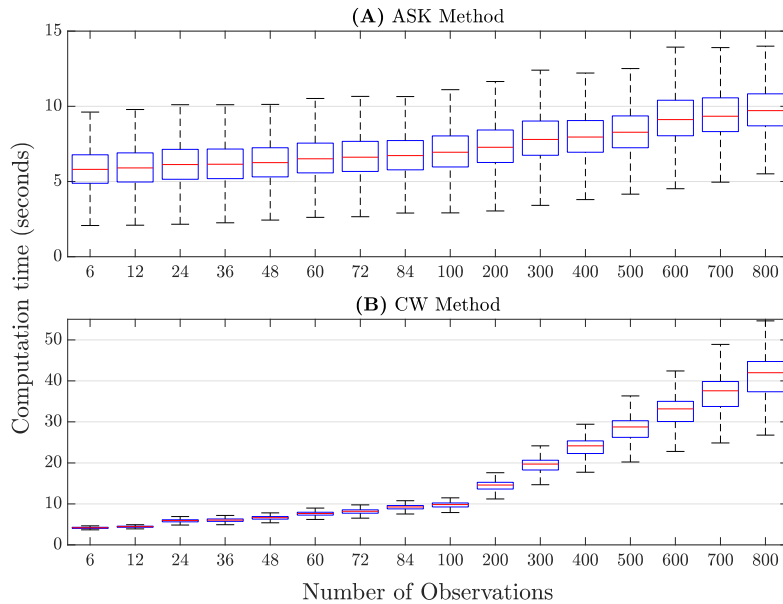 (A) ASK Method
15
10
5
0
6 12 24 36 48 60 72 84 100 200 300 400 500 600 700 800
Computation time (seconds)
(B) CW Method
50
40
30
20
10
0
6 12 24 36 48 60 72 84 100 200 300 400 500 600 700 800
Number of Observations